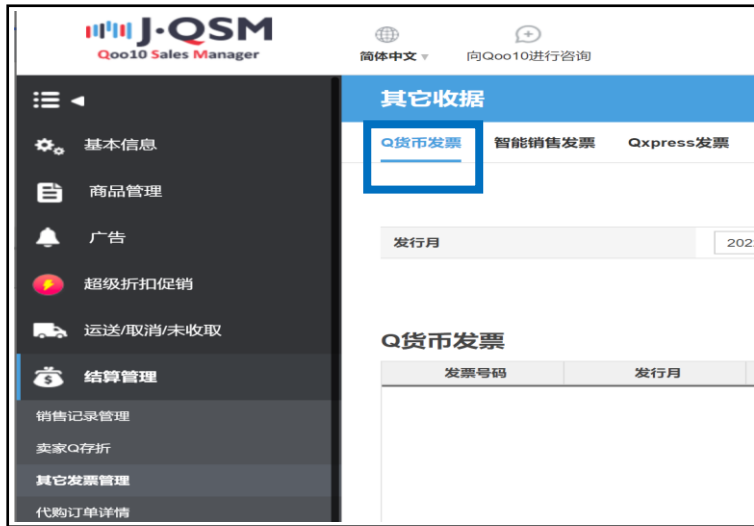 J·QSM
Qoo10 Sales Manager
简体中文
向Qoo10进行咨询
其它收据
基本信息
Q货币发票 智能销售发票 Qxpress发票
商品管理
广告
发行月 202
超级折扣促销
运送/取消/未收取
Q货币发票
结算管理
发票号码 发行月
销售记录管理
卖家Q存折
其它发票管理
代购订单详情